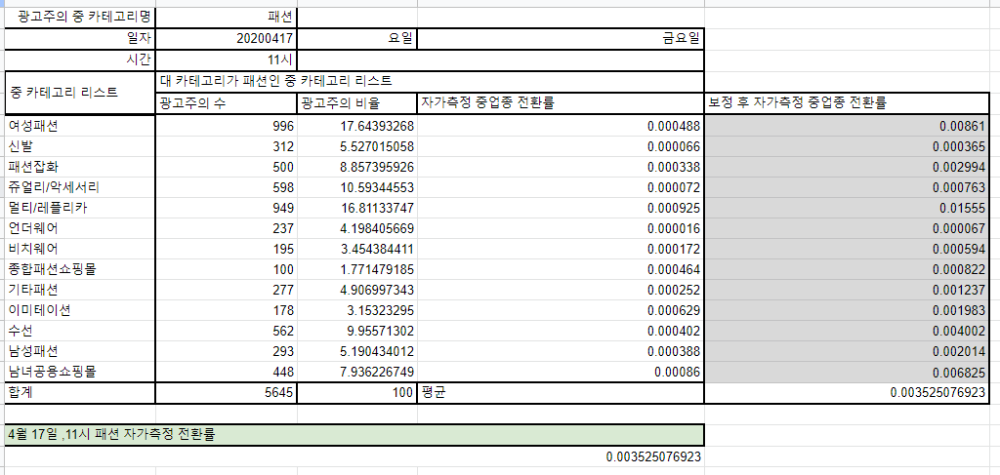 광고주의 중 카테고리명 패션
일자 20200417 요일 금요일
시간 11시
중 카테고리 리스트 대 카테고리가 패션인 중 카테고리 리스트
광고주의 수 광고주의 비율 자가측정 중업종 전환률 보정 후 자가측정 중업종 전환률
여성패션 996 17.64393268 0.000488 0.00861
신발 312 5.527015058 0.000066 0.000365
패션잡화 500 8.857395926 0.000338 0.002994
쥬얼리/악세서리 598 10.59344553 0.000072 0.000763
멀티/레플리카 949 16.81133747 0.000925 0.01555
언더웨어 237 4.198405669 0.000016 0.000067
비치웨어 195 3.454384411 0.000172 0.000594
종합패션쇼핑몰 100 1.771479185 0.000464 0.000822
기타패션 277 4.906997343 0.000252 0.001237
이미테이션 178 3.15323295 0.000629 0.001983
수선 562 9.95571302 0.000402 0.004002
남성패션 293 5.190434012 0.000388 0.002014
남녀공용쇼핑몰 448 7.936226749 0.00086 0.006825
합계 5645 100 평균 0.003525076923
4월 17일 ,11시 패션 자가측정 전환률
0.003525076923